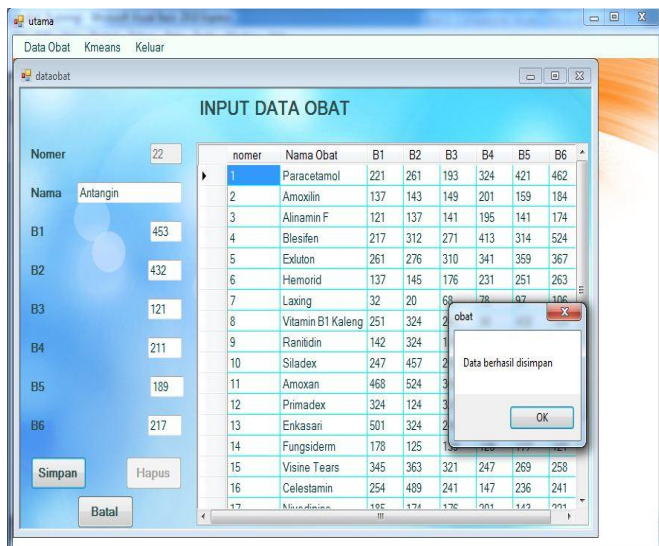 utama
Data Obat Kmeans Keluar
dataobat
INPUT DATA OBAT
Nomer 22
Nama Antangin
B1 453
B2 432
B3 121
B4 211
B5 189
B6 217
Simpan Hapus
Batal
nomer Nama Obat B1 B2 B3 B4 B5 B6
1 Paracetamol 221 261 193 324 421 462
2 Amoxilin 137 143 149 201 159 184
3 Alinamin F 121 137 141 195 141 174
4 Blesifen 217 312 271 413 314 524
5 Exluton 261 276 310 341 359 367
6 Hemorid 137 145 176 231 251 263
7 Laxing 32 20 68 78 97 106
8 Vitamin B1 Kaleng 251 324
9 Ranitidin 142 324
10 Siladex 247 457
11 Amoxan 468 524
12 Primadex 324 124
13 Enkasari 501 324
14 Fungsiderm 178 125
15 Visine Tears 345 363 321 247 269 258
16 Celestamin 254 489 241 147 236 241
17
obat
Data berhasil disimpan
OK